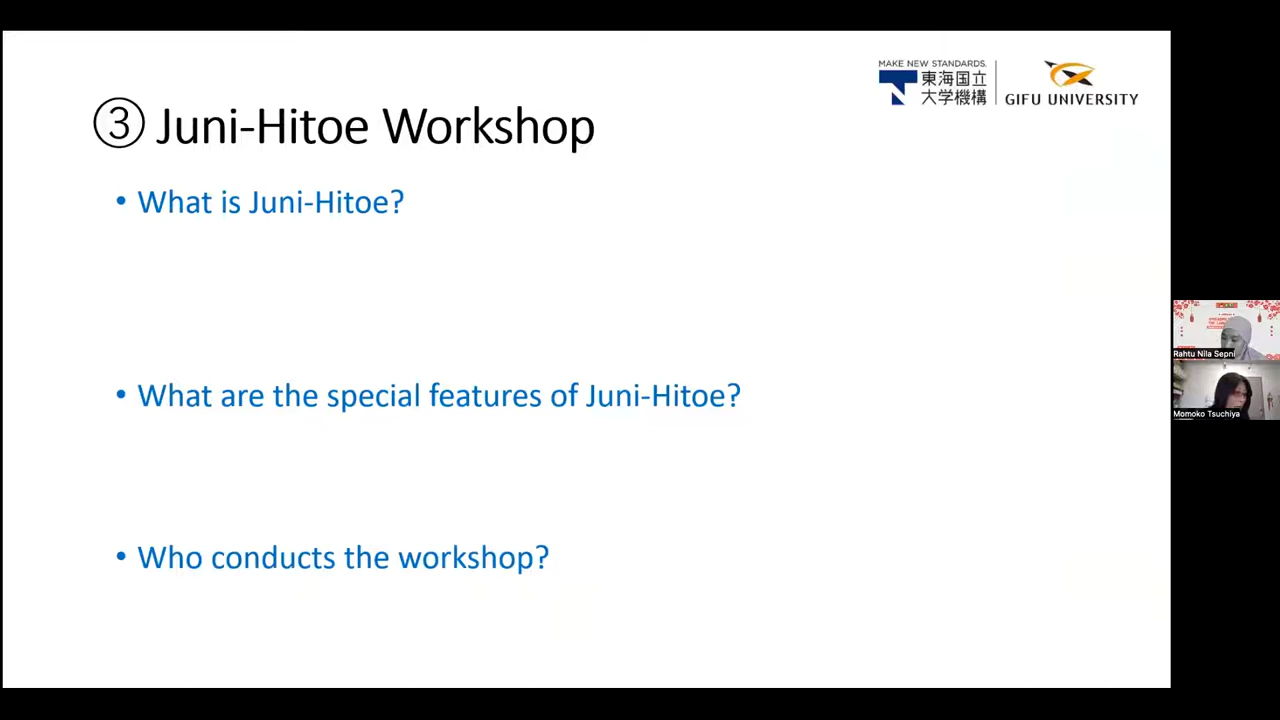 MAKE NEW STANDARDS.
東海国立
大学機構
GIFU UNIVERSITY
③ Juni-Hitoe Workshop
• What is Juni-Hitoe?
• What are the special features of Juni-Hitoe?
• Who conducts the workshop?
Rahtu Nila Sepni
Momoko Tsuchiya